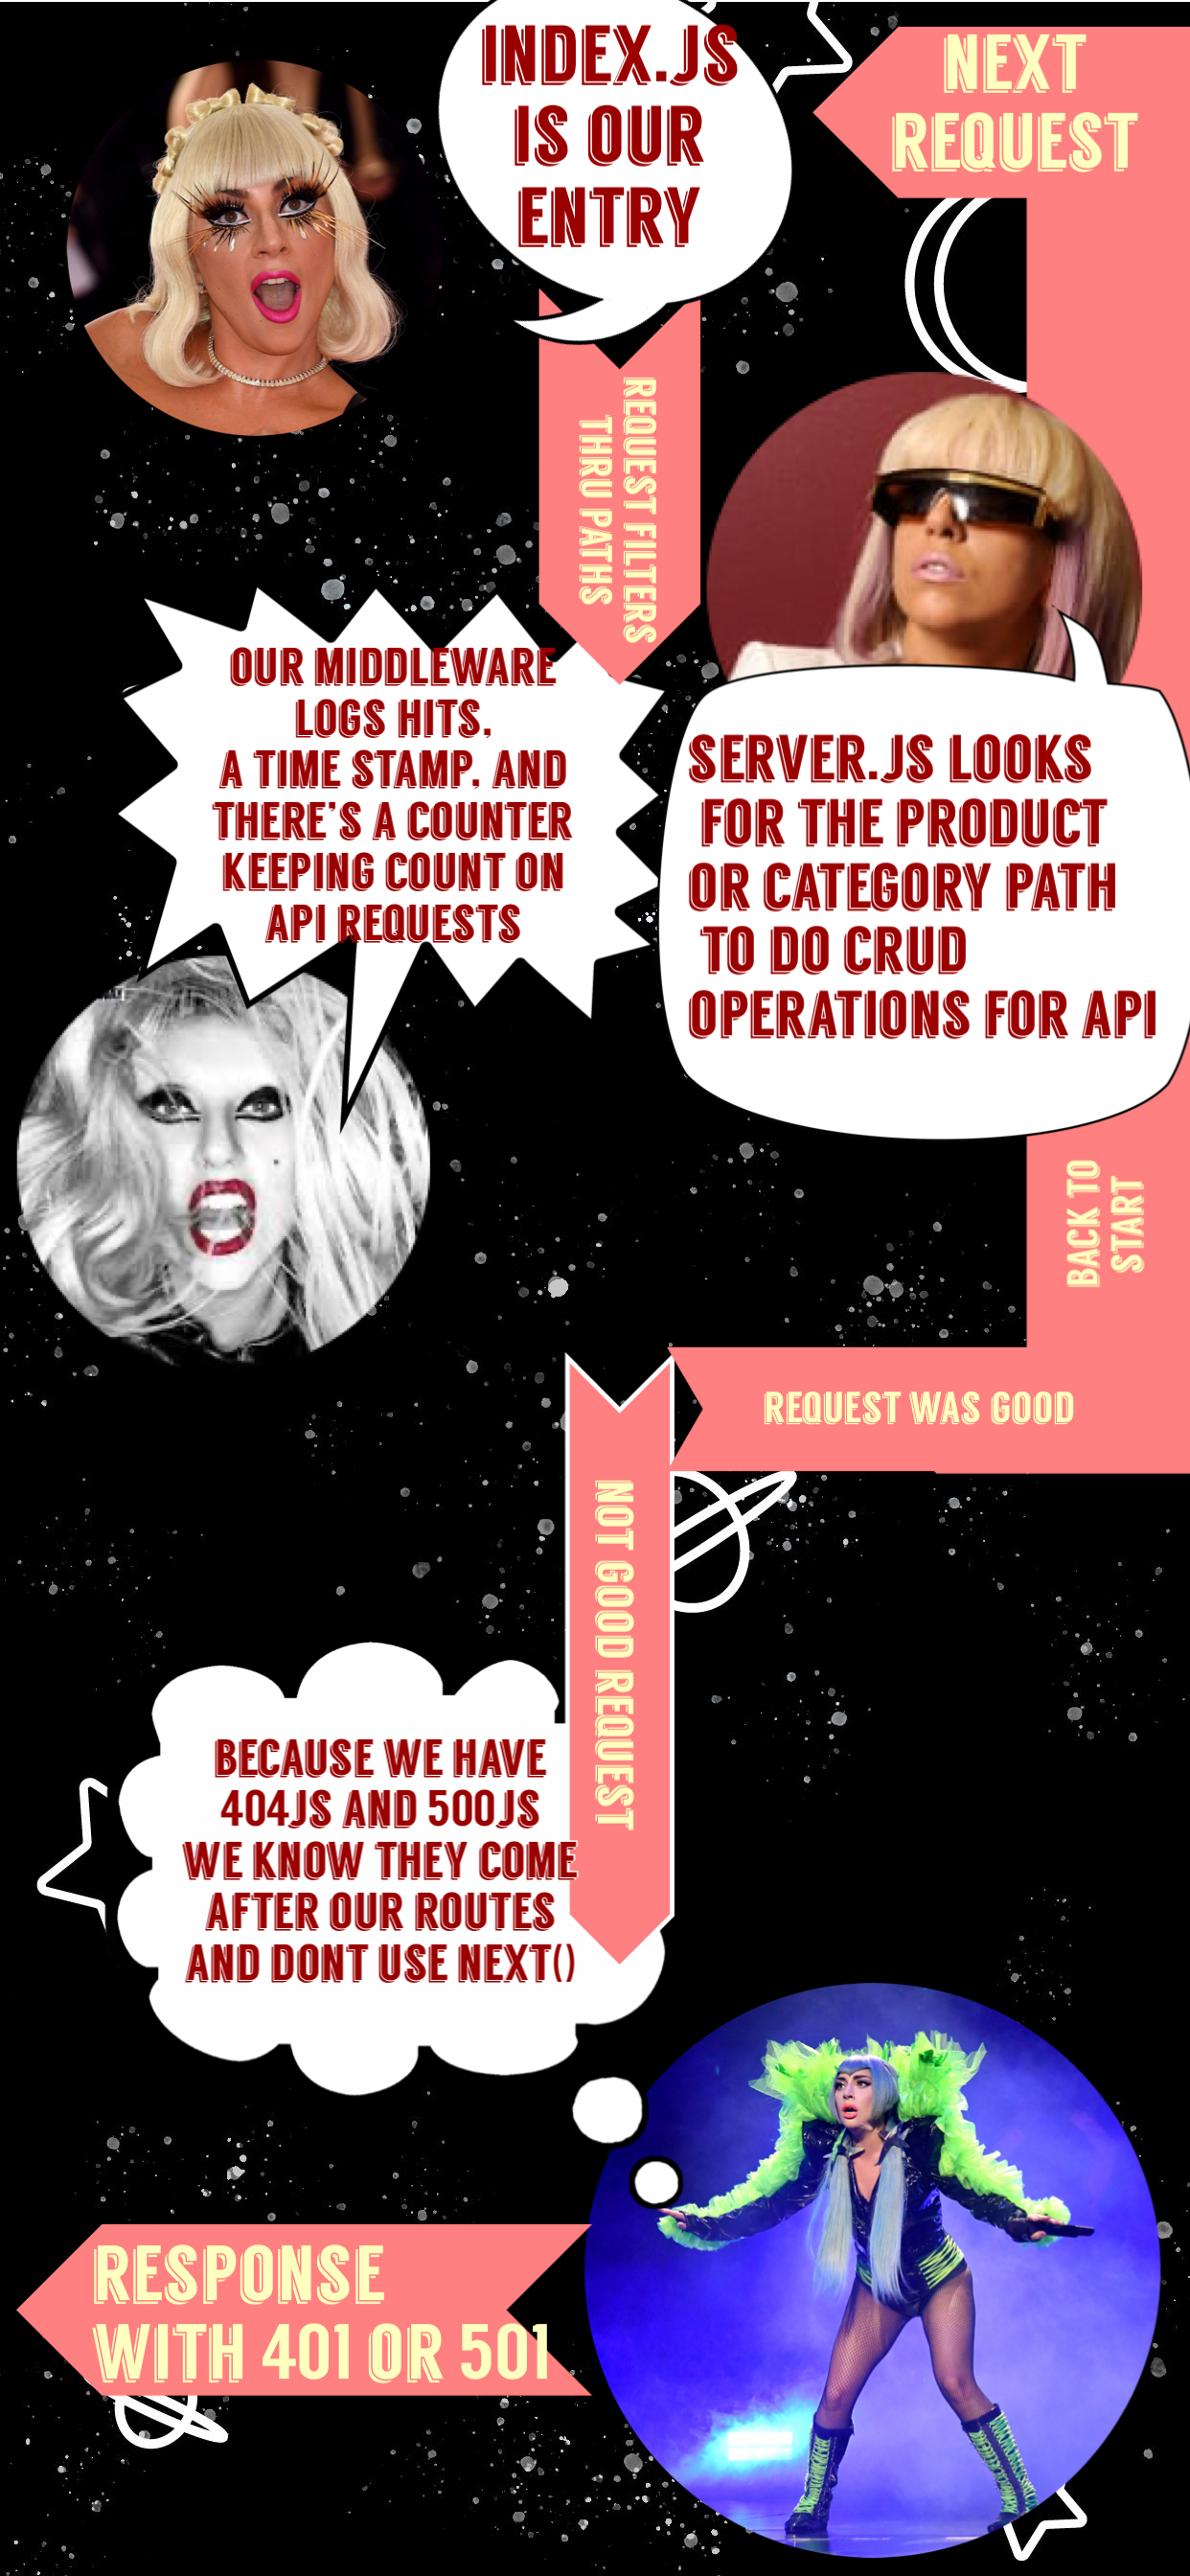 INDEX.JS
IS OUR
ENTRY
NEXT
REQUEST
REQUEST FILTERS
THRU PATHS
OUR MIDDLEWARE
LOGS HITS,
A TIME STAMP, AND
THERE'S A COUNTER
KEEPING COUNT ON
API REQUESTS
SERVER.JS LOOKS
FOR THE PRODUCT
OR CATEGORY PATH
TO DO CRUD
OPERATIONS FOR API
BACK TO
START
REQUEST WAS GOOD
NOT GOOD REQUEST
BECAUSE WE HAVE
404JS AND 500JS
WE KNOW THEY COME
AFTER OUR ROUTES
AND DONT USE NEXT()
RESPONSE
WITH 401 OR 501